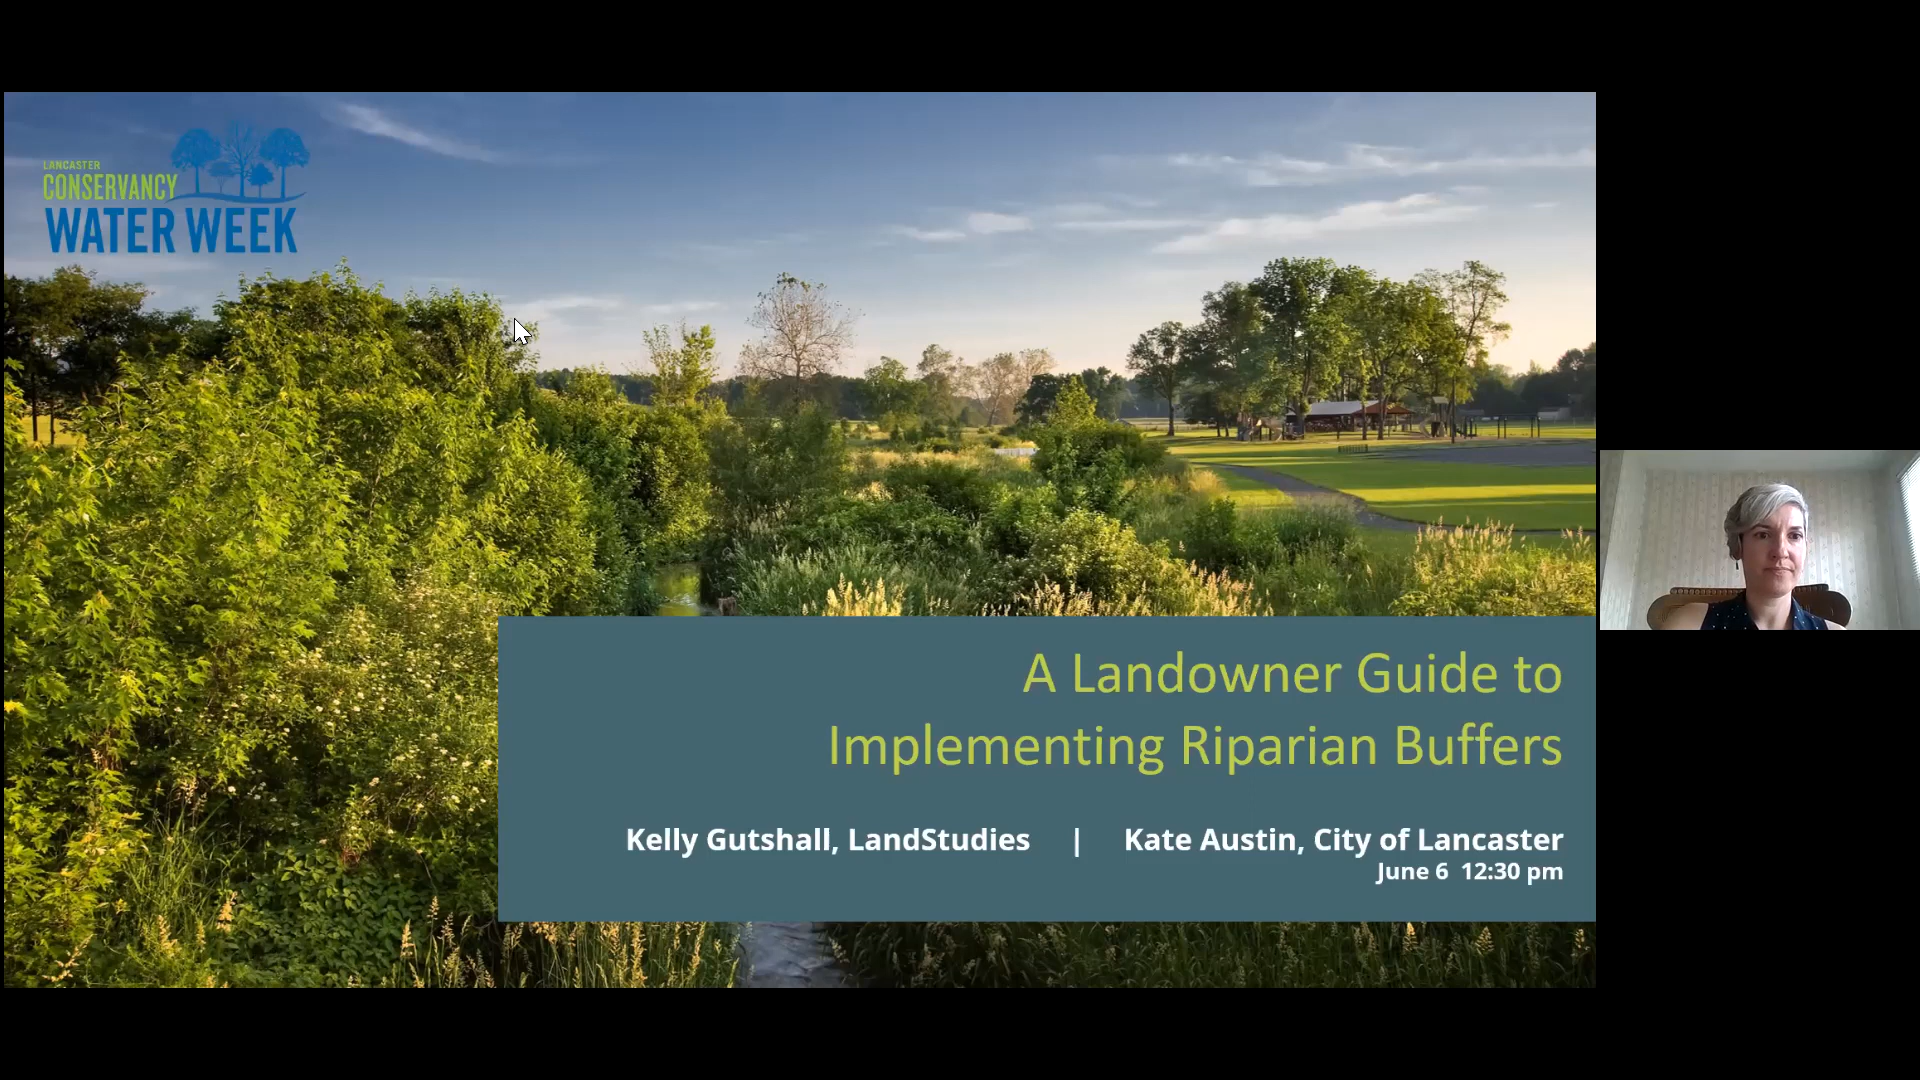 LANCASTER
CONSERVANCY
WATER WEEK
A Landowner Guide to
Implementing Riparian Buffers
Kelly Gutshall, LandStudies | Kate Austin, City of Lancaster
June 6 12:30 pm